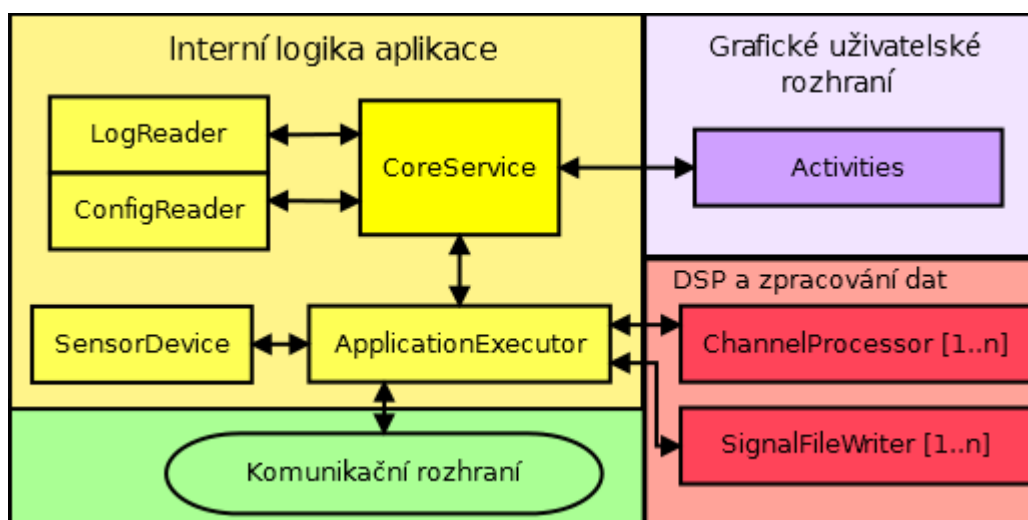 Interní logika aplikace
LogReader
ConfigReader
CoreService
SensorDevice
ApplicationExecutor
Komunikační rozhraní
Grafické uživatelské
rozhraní
Activities
DSP a zpracování dat
ChannelProcessor [1..n]
SignalFileWriter [1..n]